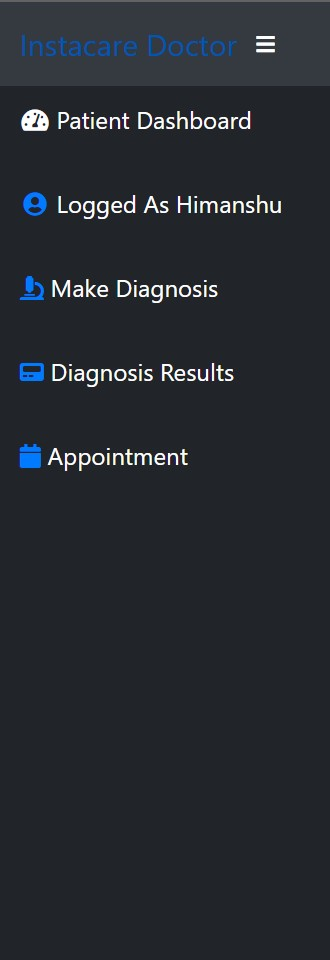 Instacare Doctor
Patient Dashboard
Logged As Himanshu
Make Diagnosis
Diagnosis Results
Appointment